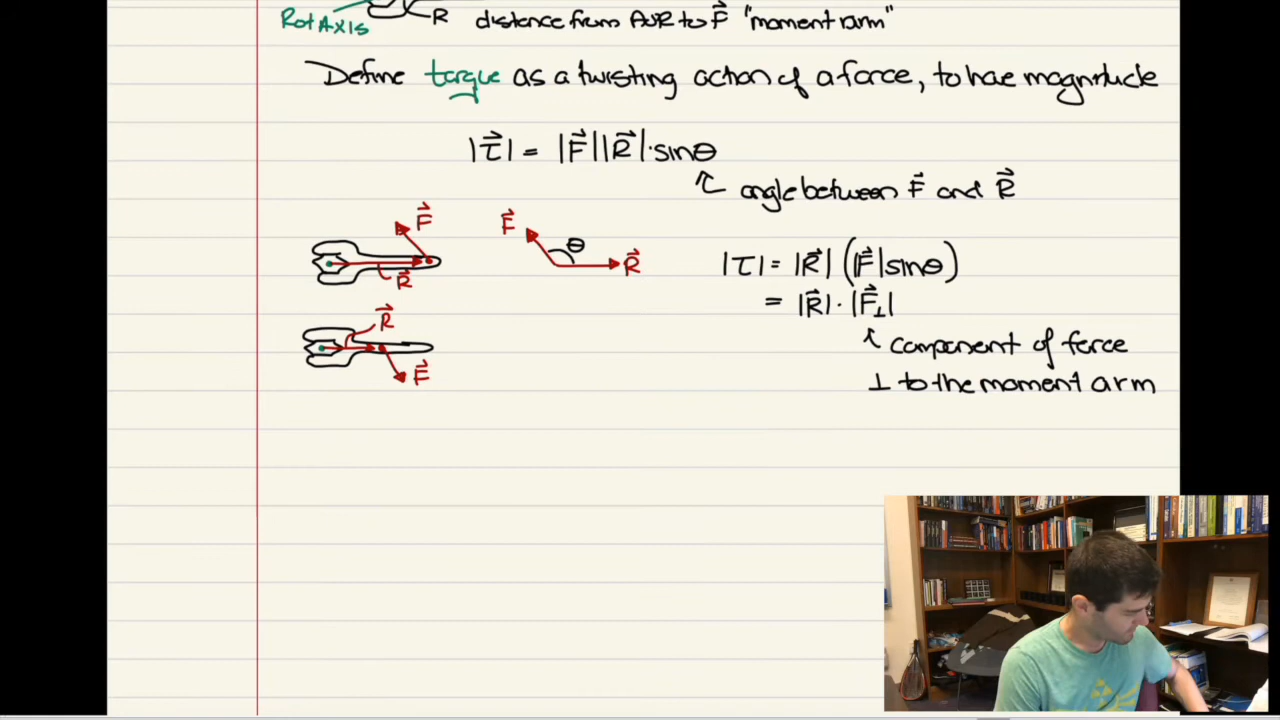 Rot AXIS
R distance from AOR to F⃗ "moment arm"
Define torque as a twisting action of a force, to have magnitude
|τ⃗| = |F⃗||R⃗|·sinθ
angle between F⃗ and R⃗
F⃗
R⃗
F⃗ θ R⃗
|τ| = |R⃗| (|F⃗|sinθ)
= |R⃗|·|F⃗⊥|
component of force
⊥ to the moment arm
R⃗
F⃗